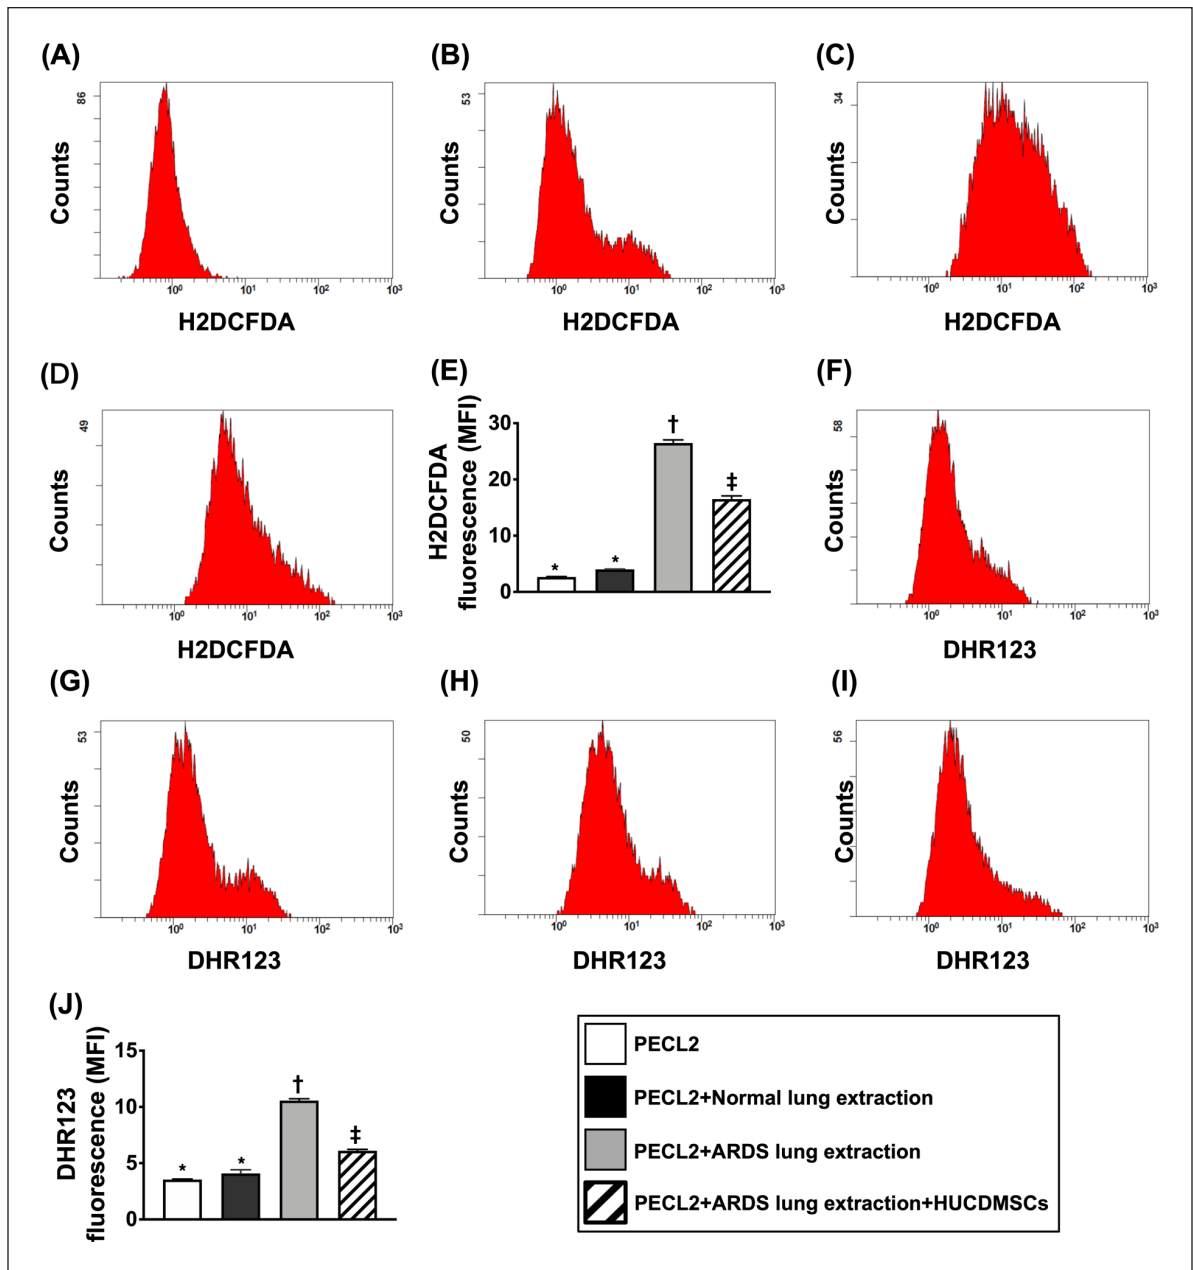 (A)
86
Counts
10⁰ 10¹ 10² 10³
H2DCFDA
(B)
53
Counts
10⁰ 10¹ 10² 10³
H2DCFDA
(C)
34
Counts
10⁰ 10¹ 10² 10³
H2DCFDA
(D)
49
Counts
10⁰ 10¹ 10² 10³
H2DCFDA
(E)
H2DCFDA
fluorescence (MFI)
30
20
10
0
* * † ‡
(F)
58
Counts
10⁰ 10¹ 10² 10³
DHR123
(G)
53
Counts
10⁰ 10¹ 10² 10³
DHR123
(H)
50
Counts
10⁰ 10¹ 10² 10³
DHR123
(I)
56
Counts
10⁰ 10¹ 10² 10³
DHR123
(J)
DHR123
fluorescence (MFI)
15
10
5
0
* * † ‡
PECL2
PECL2+Normal lung extraction
PECL2+ARDS lung extraction
PECL2+ARDS lung extraction+HUCDMSCs